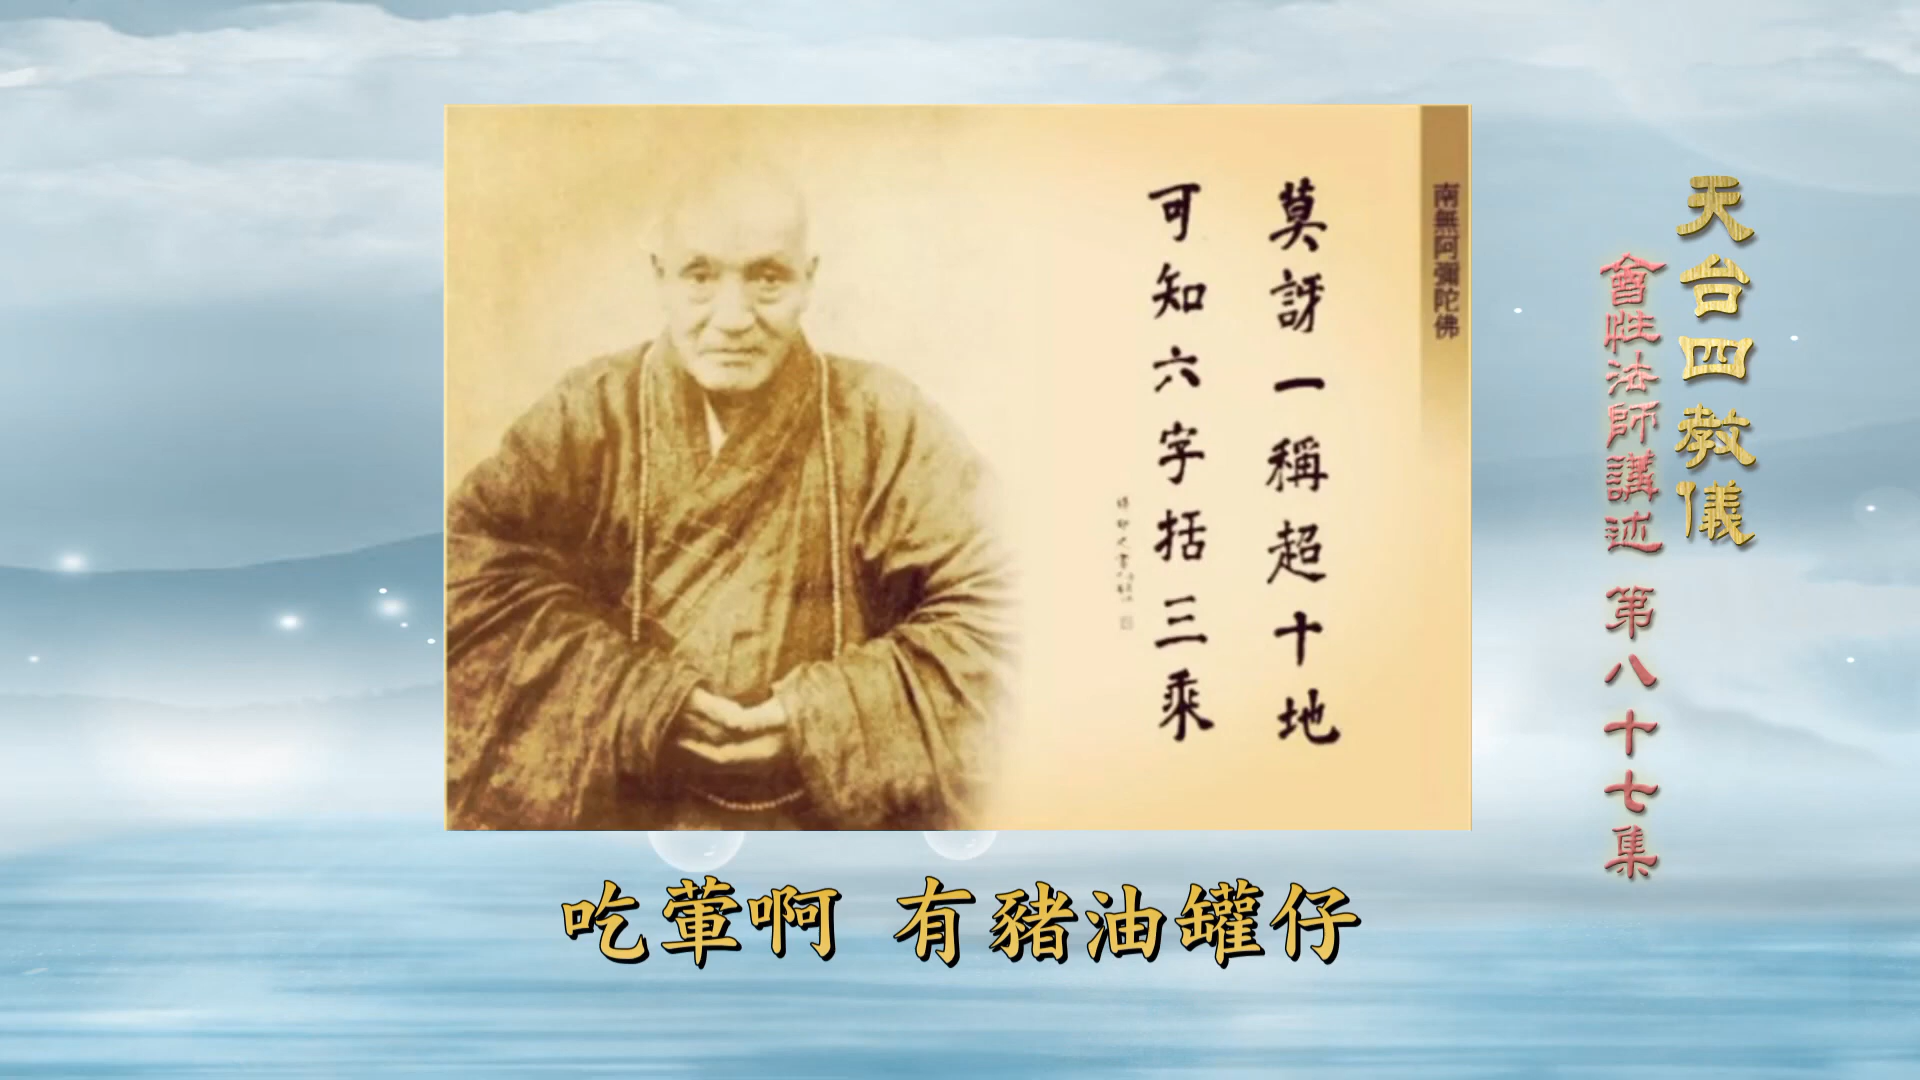 天台四教儀
會性法師講述 第八十七集
南無阿彌陀佛
莫訝一稱超十地
可知六字括三乘
吃葷啊 有豬油罐仔